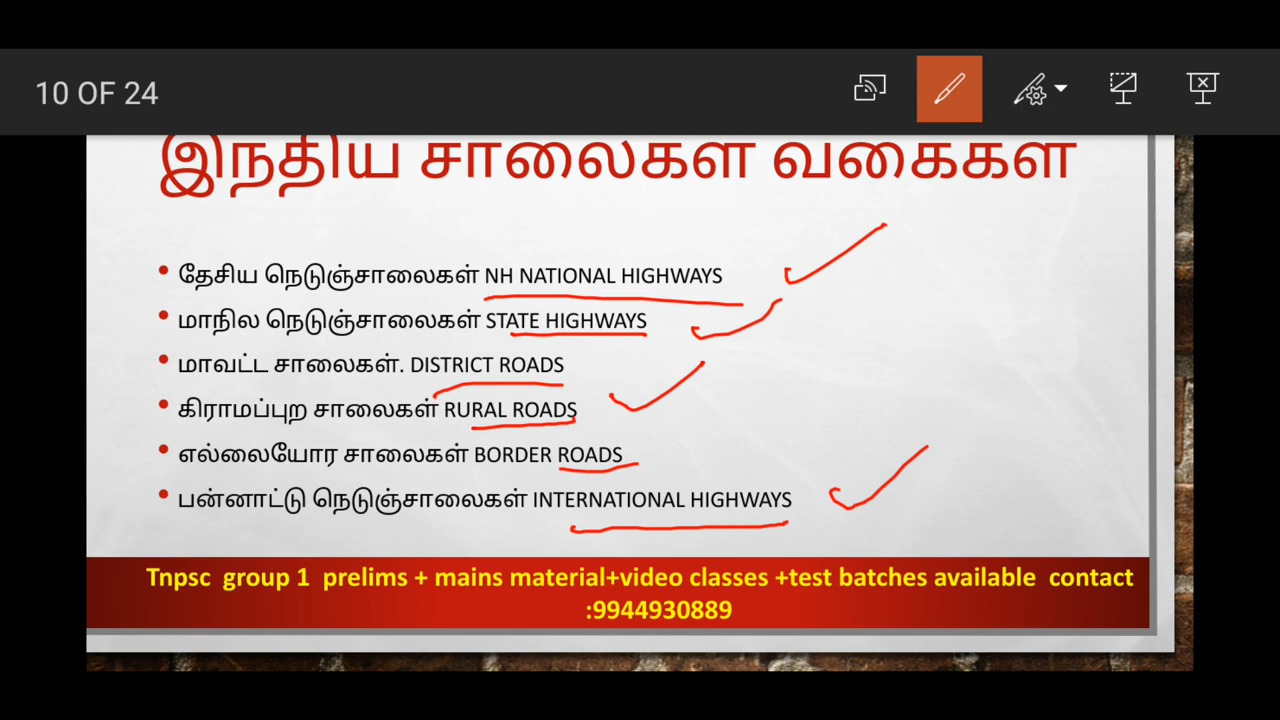 10 OF 24
இந்திய சாலைகள் வகைகள்
• தேசிய நெடுஞ்சாலைகள் NH NATIONAL HIGHWAYS
• மாநில நெடுஞ்சாலைகள் STATE HIGHWAYS
• மாவட்ட சாலைகள். DISTRICT ROADS
• கிராமப்புற சாலைகள் RURAL ROADS
• எல்லையோர சாலைகள் BORDER ROADS
• பன்னாட்டு நெடுஞ்சாலைகள் INTERNATIONAL HIGHWAYS
Tnpsc group 1 prelims + mains material+video classes +test batches available contact
:9944930889